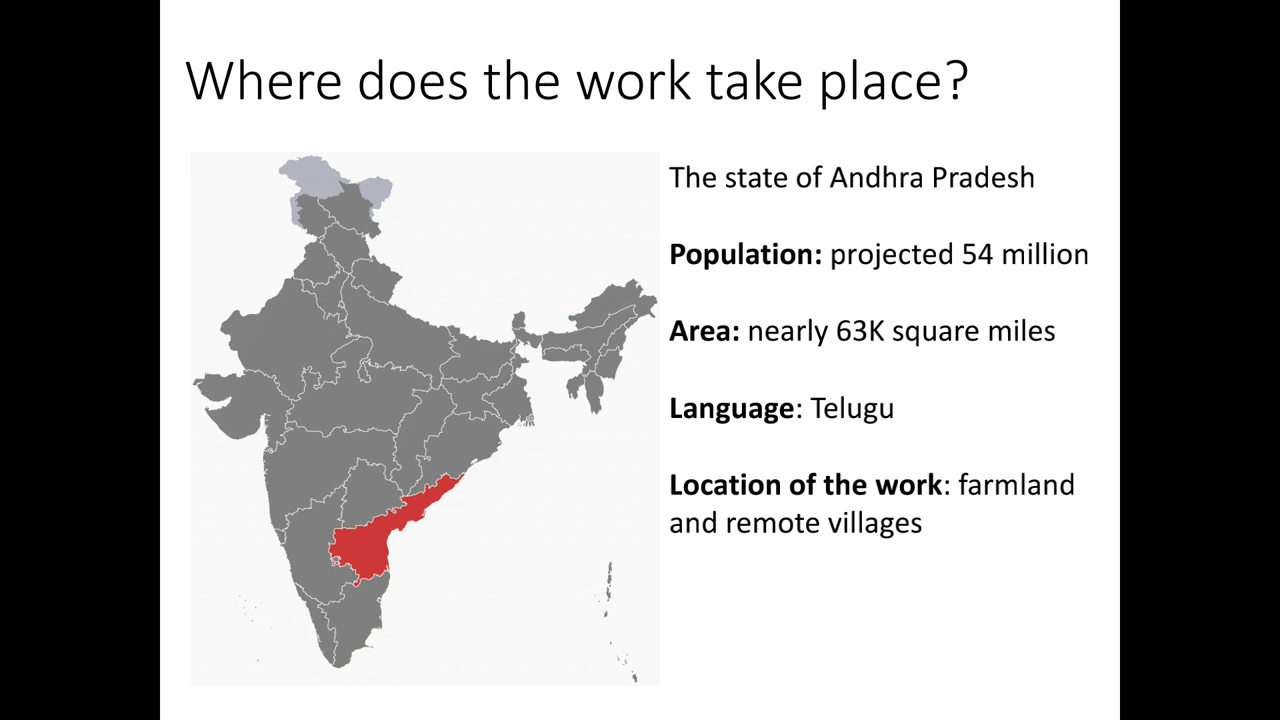 Where does the work take place?
The state of Andhra Pradesh
Population: projected 54 million
Area: nearly 63K square miles
Language: Telugu
Location of the work: farmland
and remote villages